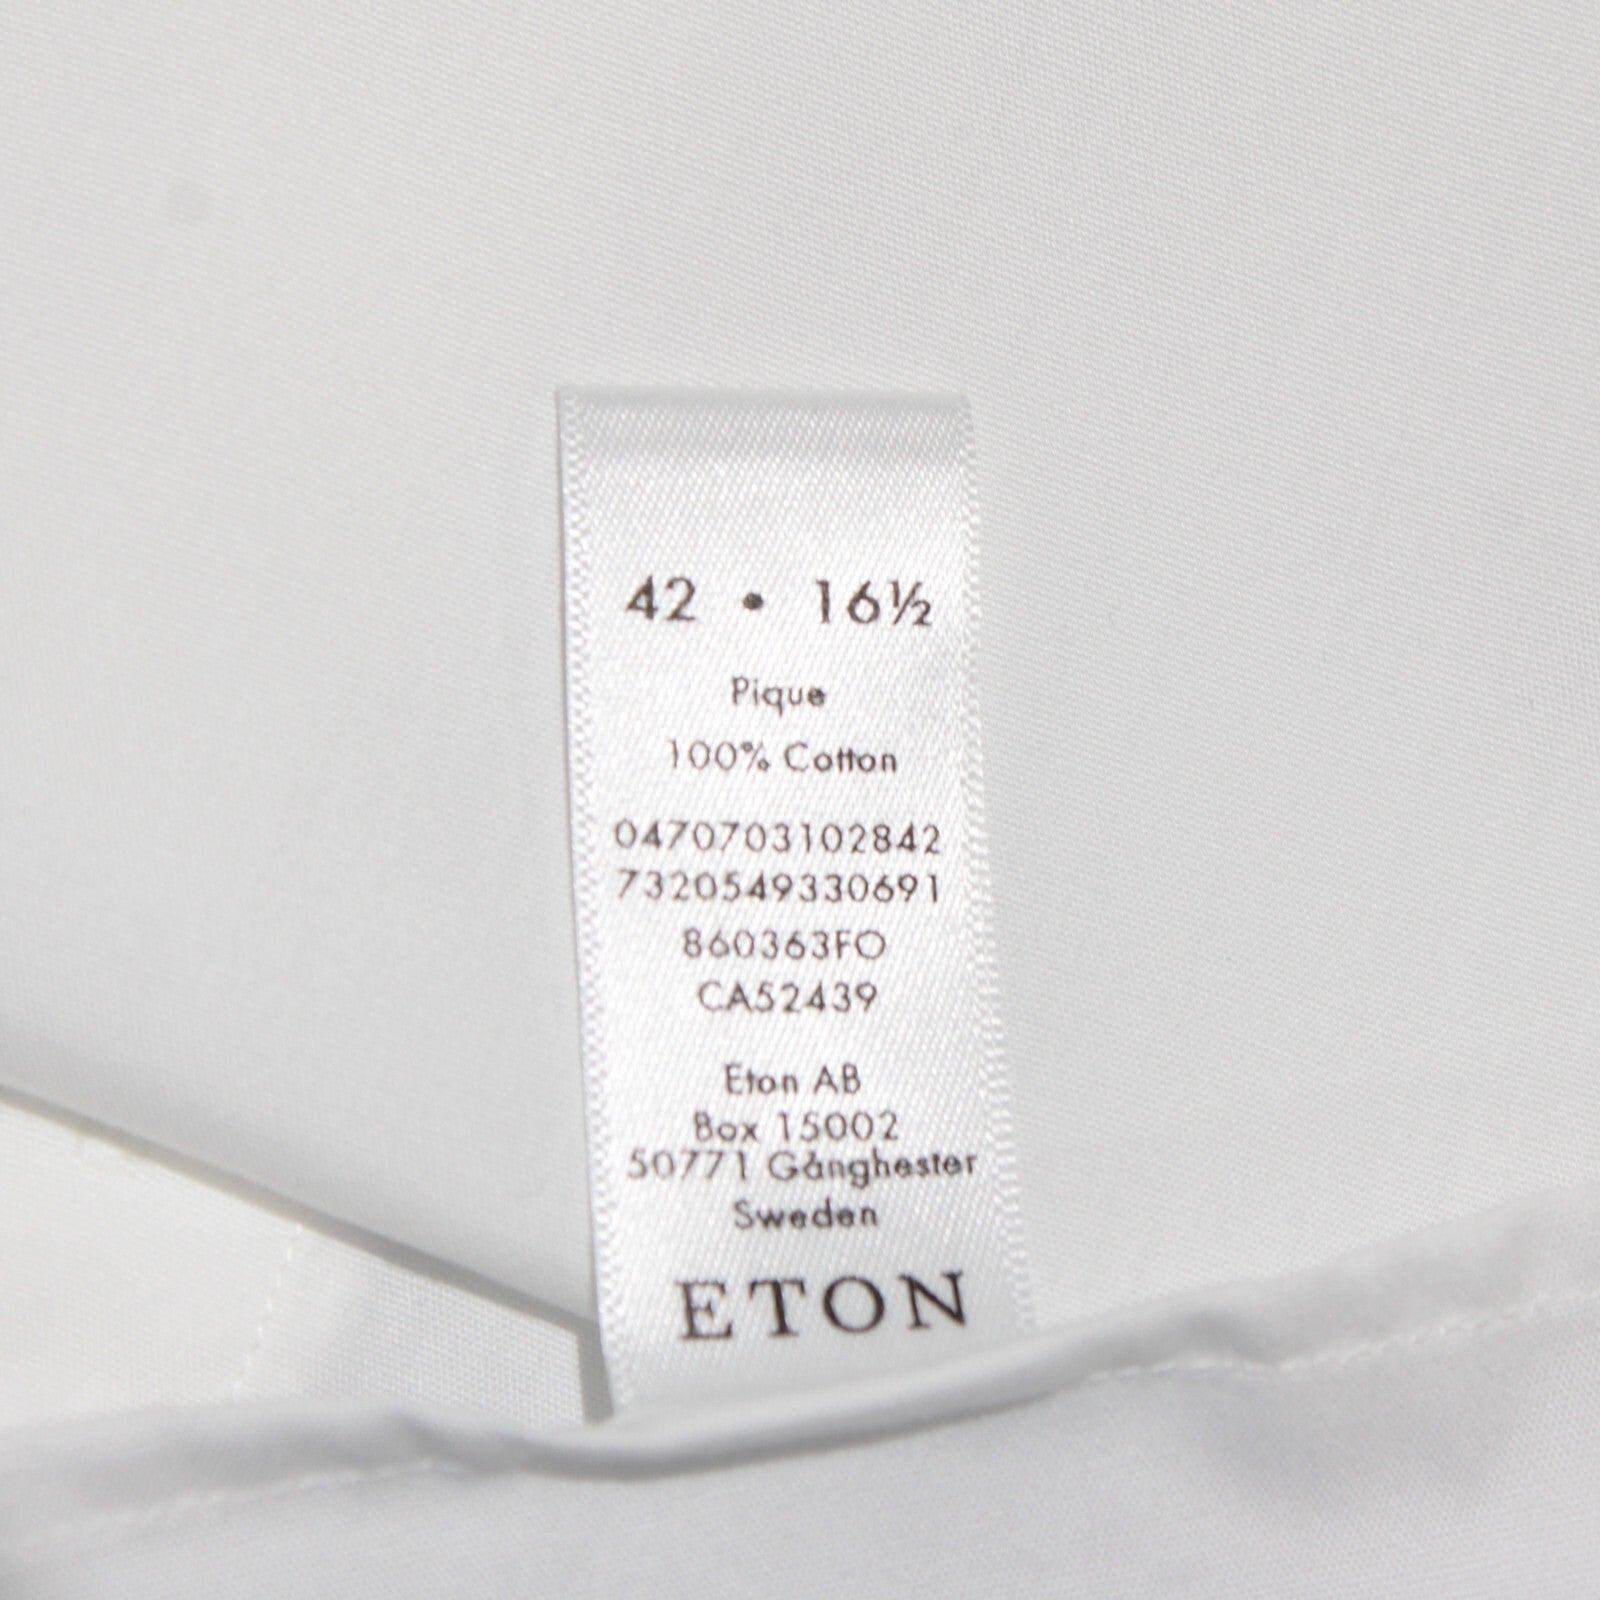 42 • 16½
Pique
100% Cotton
0470703102842
7320549330691
860363FO
CA52439
Eton AB
Box 15002
50771 Gånghester
Sweden
ETON